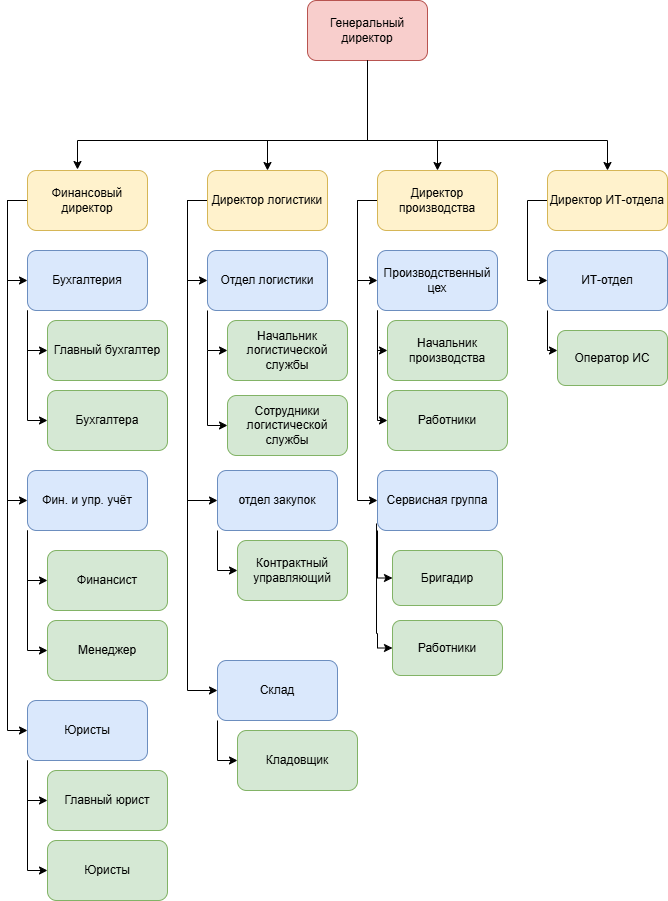 Генеральный
директор
Финансовый
директор
Директор логистики
Директор
производства
Директор ИТ-отдела
Бухгалтерия
Главный бухгалтер
Бухгалтера
Фин. и упр. учёт
Финансист
Менеджер
Юристы
Главный юрист
Юристы
Отдел логистики
Начальник
логистической
службы
Сотрудники
логистической
службы
отдел закупок
Контрактный
управляющий
Склад
Кладовщик
Производственный
цех
Начальник
производства
Работники
Сервисная группа
Бригадир
Работники
ИТ-отдел
Оператор ИС